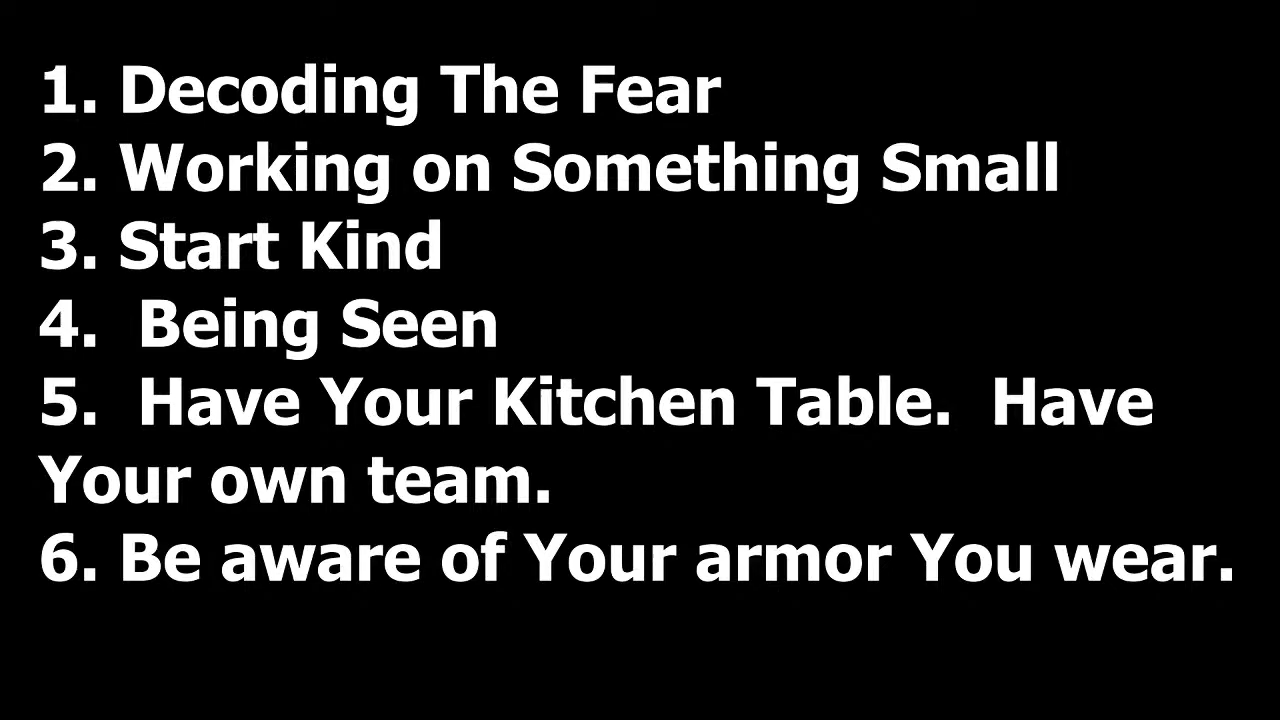 1. Decoding The Fear
2. Working on Something Small
3. Start Kind
4.  Being Seen
5.  Have Your Kitchen Table.  Have
Your own team.
6. Be aware of Your armor You wear.